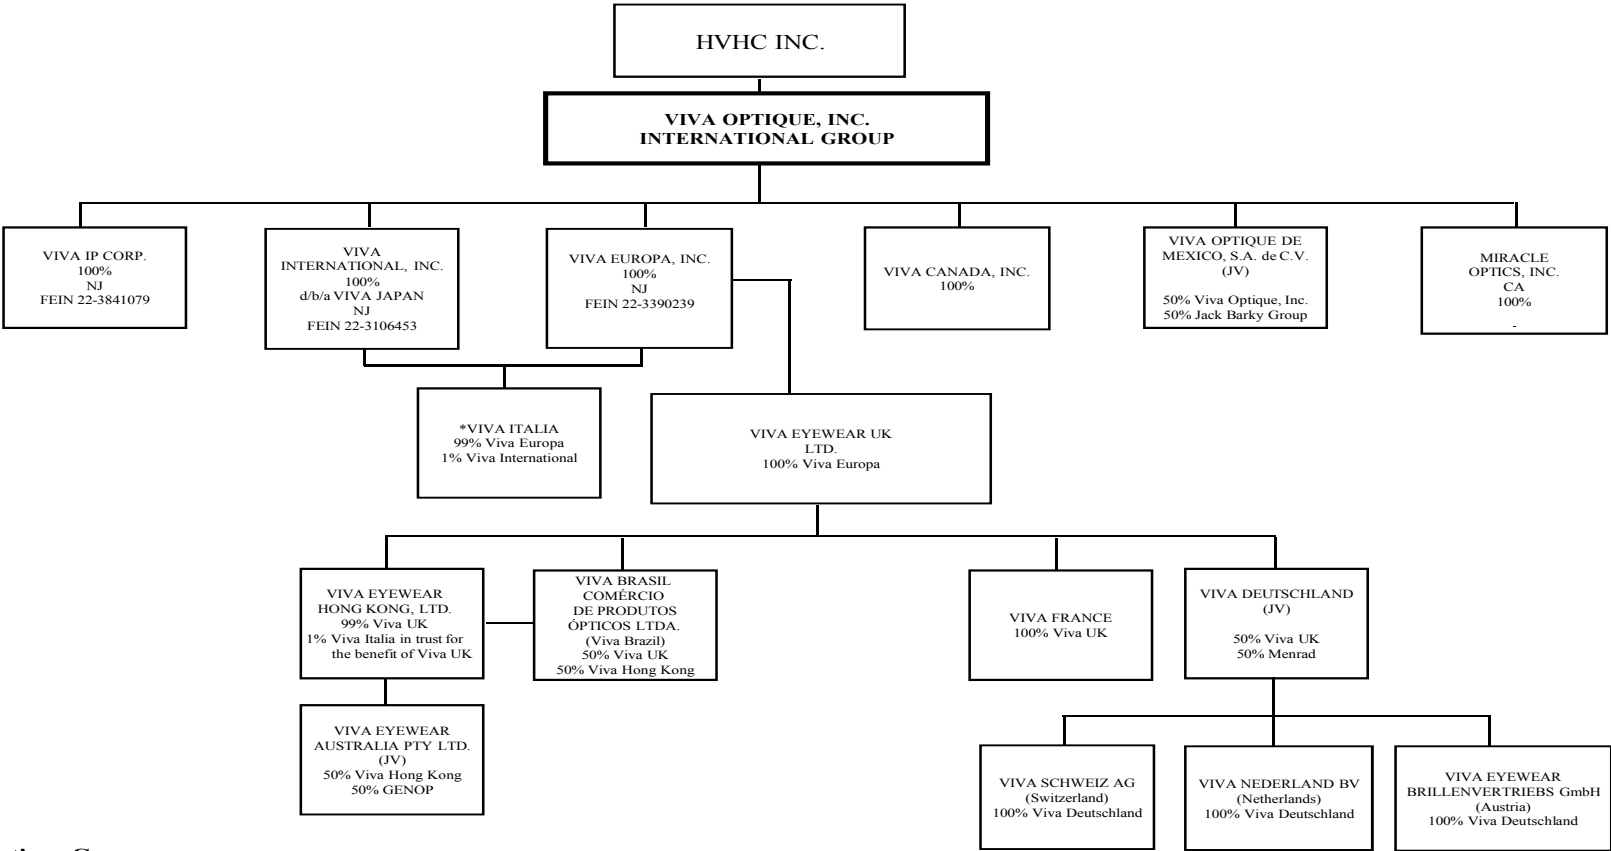 HVHC INC.
VIVA OPTIQUE, INC.
INTERNATIONAL GROUP
VIVA IP CORP.
100%
NJ
FEIN 22-3841079
VIVA
INTERNATIONAL, INC.
100%
d/b/a VIVA JAPAN
NJ
FEIN 22-3106453
VIVA EUROPA, INC.
100%
NJ
FEIN 22-3390239
VIVA CANADA, INC.
100%
VIVA OPTIQUE DE
MEXICO, S.A. de C.V.
(JV)
50% Viva Optique, Inc.
50% Jack Barky Group
MIRACLE
OPTICS, INC.
CA
100%
-
*VIVA ITALIA
99% Viva Europa
1% Viva International
VIVA EYEWEAR UK
LTD.
100% Viva Europa
VIVA EYEWEAR
HONG KONG, LTD.
99% Viva UK
1% Viva Italia in trust for
the benefit of Viva UK
VIVA BRASIL
COMÉRCIO
DE PRODUTOS
ÓPTICOS LTDA.
(Viva Brazil)
50% Viva UK
50% Viva Hong Kong
VIVA FRANCE
100% Viva UK
VIVA DEUTSCHLAND
(JV)
50% Viva UK
50% Menrad
VIVA EYEWEAR
AUSTRALIA PTY LTD.
(JV)
50% Viva Hong Kong
50% GENOP
VIVA SCHWEIZ AG
(Switzerland)
100% Viva Deutschland
VIVA NEDERLAND BV
(Netherlands)
100% Viva Deutschland
VIVA EYEWEAR
BRILLENVERTRIEBS GmbH
(Austria)
100% Viva Deutschland